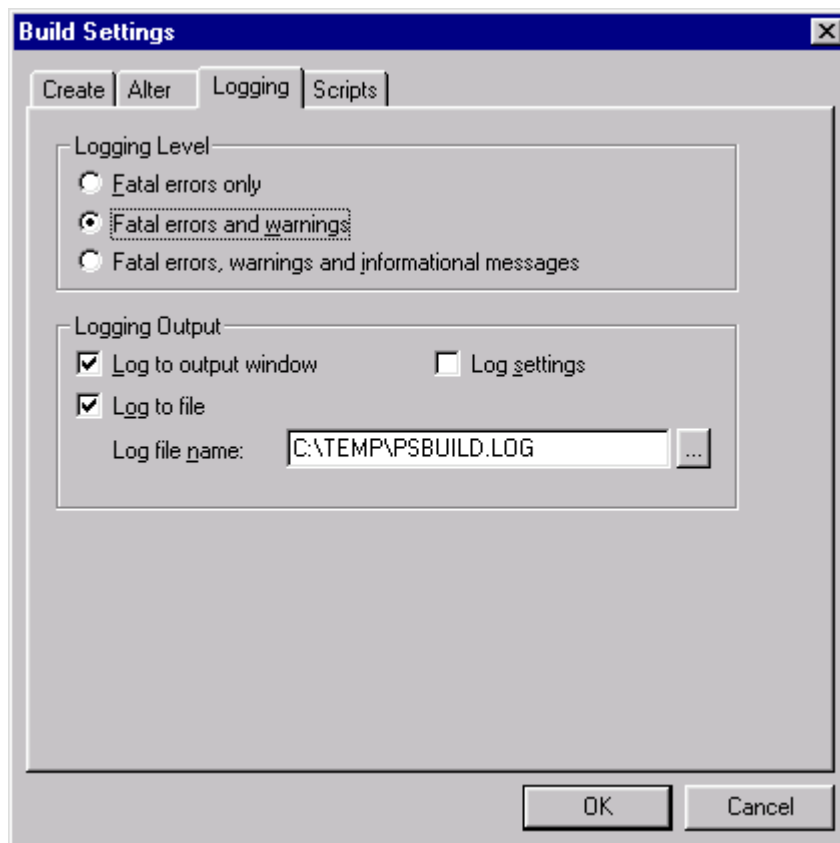 Build Settings
Create Alter Logging Scripts
Logging Level
Fatal errors only
Fatal errors and warnings
Fatal errors, warnings and informational messages
Logging Output
Log to output window Log settings
Log to file
Log file name: C:\TEMP\PSBUILD.LOG ...
OK Cancel